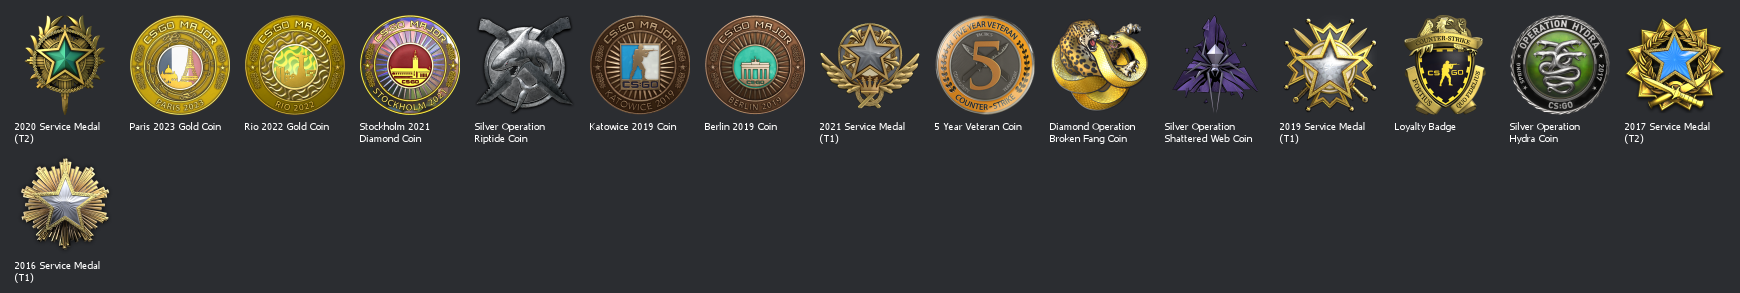 CS:GO MAJOR
PARIS 2023
CS:GO MAJOR
RIO 2022
CS:GO MAJOR
CS:GO
STOCKHOLM 2021
CS:GO MAJOR
CS:GO
KATOWICE 2019
CS:GO MAJOR
BERLIN 2019
FIVE YEAR VETERAN
5
COUNTER-STRIKE
COUNTER-STRIKE
CS GO
OPERATION HYDRA
2017
CS:GO
2020 Service Medal
(T2)
Paris 2023 Gold Coin
Rio 2022 Gold Coin
Stockholm 2021
Diamond Coin
Silver Operation
Riptide Coin
Katowice 2019 Coin
Berlin 2019 Coin
2021 Service Medal
(T1)
5 Year Veteran Coin
Diamond Operation
Broken Fang Coin
Silver Operation
Shattered Web Coin
2019 Service Medal
(T1)
Loyalty Badge
Silver Operation
Hydra Coin
2017 Service Medal
(T2)
2016 Service Medal
(T1)